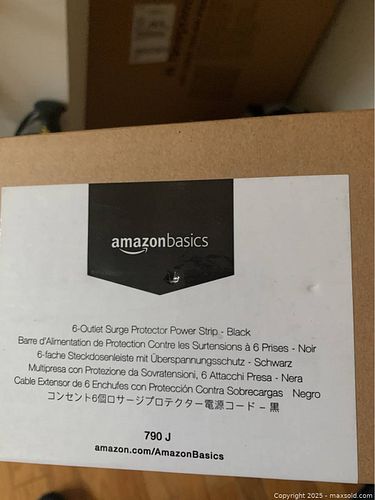 amazonbasics
6-Outlet Surge Protector Power Strip - Black
Barre d'Alimentation de Protection Contre les Surtensions à 6 Prises - Noir
6-fache Steckdosenleiste mit Überspannungsschutz - Schwarz
Multipresa con Protezione da Sovratensioni, 6 Attacchi Presa - Nera
Cable Extensor de 6 Enchufes con Protección Contra Sobrecargas Negro
コンセント6個口サージプロテクター電源コード – 黒
790 J
amazon.com/AmazonBasics
Copyright 2025 - maxsold.com